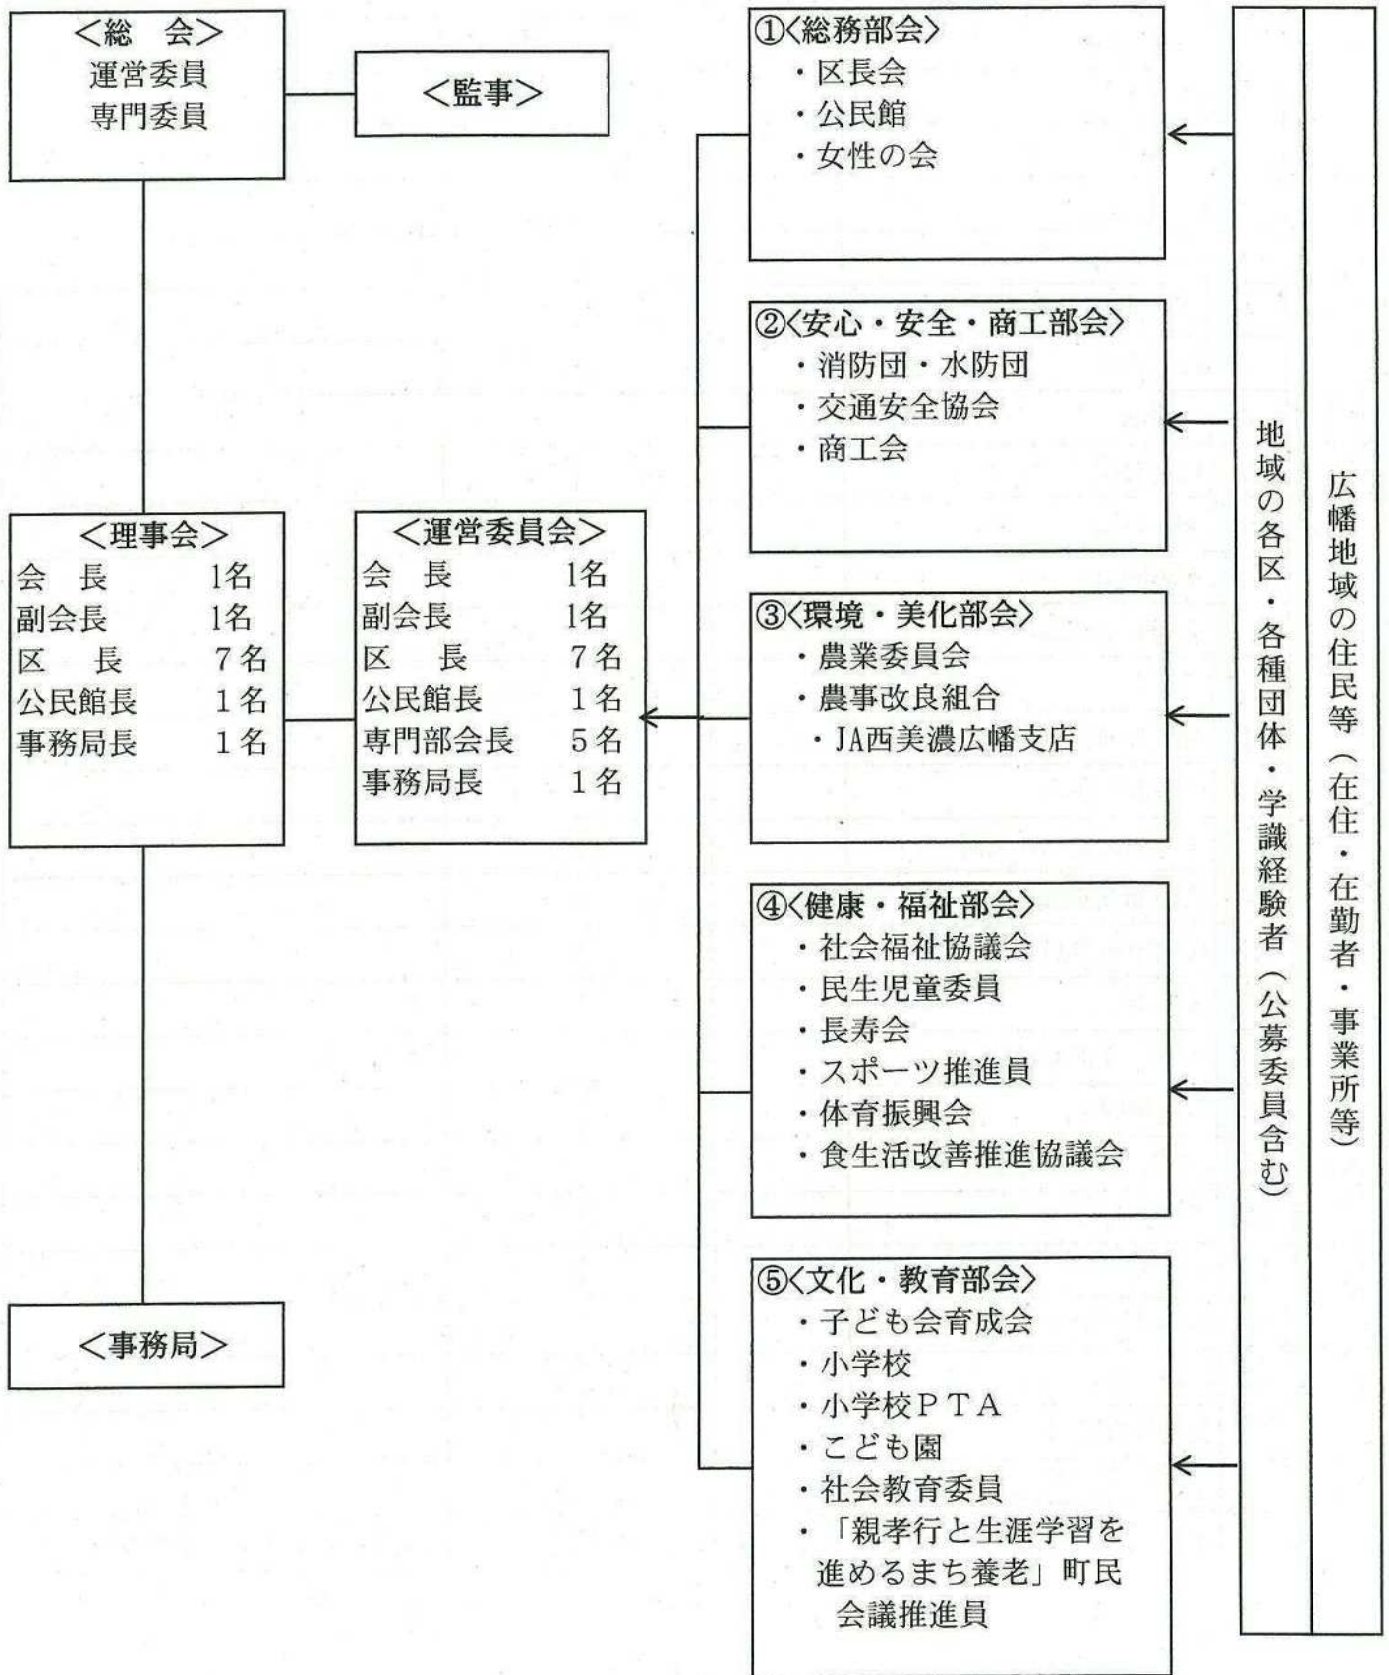 ＜総　会＞
運営委員
専門委員
＜監事＞
＜理事会＞
会　長　1名
副会長　1名
区　長　７名
公民館長　１名
事務局長　１名
＜運営委員会＞
会　長　1名
副会長　1名
区　長　７名
公民館長　１名
専門部会長　５名
事務局長　１名
＜事務局＞
①〈総務部会〉
・区長会
・公民館
・女性の会
②〈安心・安全・商工部会〉
・消防団・水防団
・交通安全協会
・商工会
③〈環境・美化部会〉
・農業委員会
・農事改良組合
・JA西美濃広幡支店
④〈健康・福祉部会〉
・社会福祉協議会
・民生児童委員
・長寿会
・スポーツ推進員
・体育振興会
・食生活改善推進協議会
⑤〈文化・教育部会〉
・子ども会育成会
・小学校
・小学校ＰＴＡ
・こども園
・社会教育委員
・「親孝行と生涯学習を
進めるまち養老」町民
会議推進員
地域の各区・各種団体・学識経験者（公募委員含む）
広幡地域の住民等（在住・在勤者・事業所等）